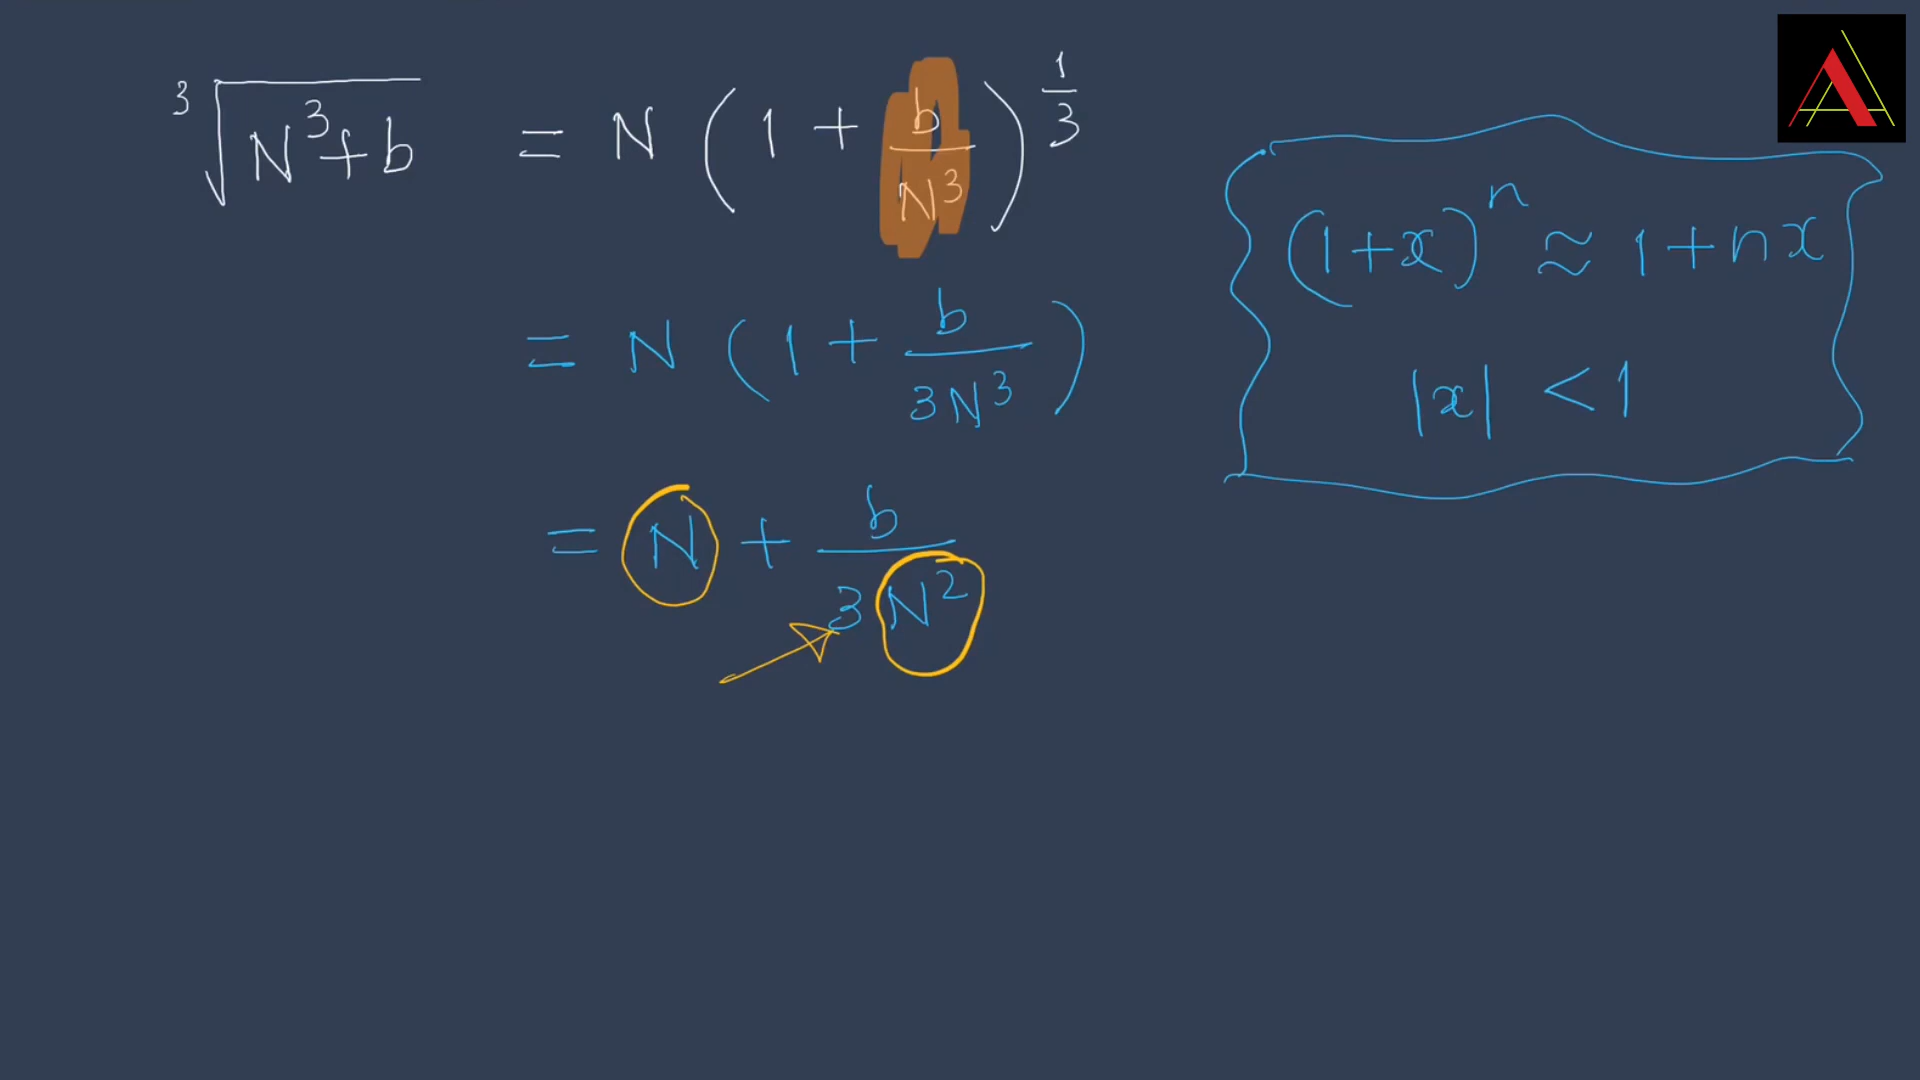 ∛(N³+b) = N (1 + b/N³)^(1/3)
= N (1 + b/3N³)
= N + b/3N²
(1+x)ⁿ ≈ 1+nx
|x| < 1